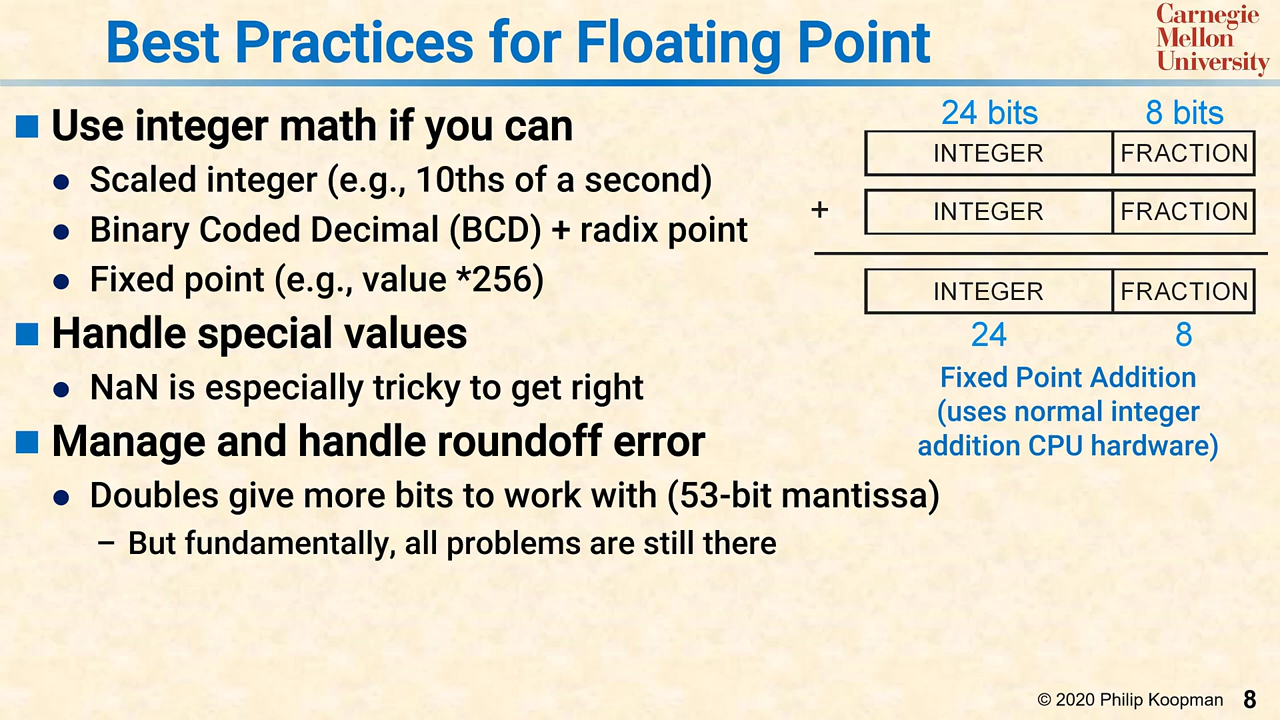 Best Practices for Floating Point
Carnegie
Mellon
University
Use integer math if you can
● Scaled integer (e.g., 10ths of a second)
● Binary Coded Decimal (BCD) + radix point
● Fixed point (e.g., value *256)
Handle special values
● NaN is especially tricky to get right
Manage and handle roundoff error
● Doubles give more bits to work with (53-bit mantissa)
– But fundamentally, all problems are still there
24 bits 8 bits
INTEGER FRACTION
+ INTEGER FRACTION
INTEGER FRACTION
24 8
Fixed Point Addition
(uses normal integer
addition CPU hardware)
© 2020 Philip Koopman 8